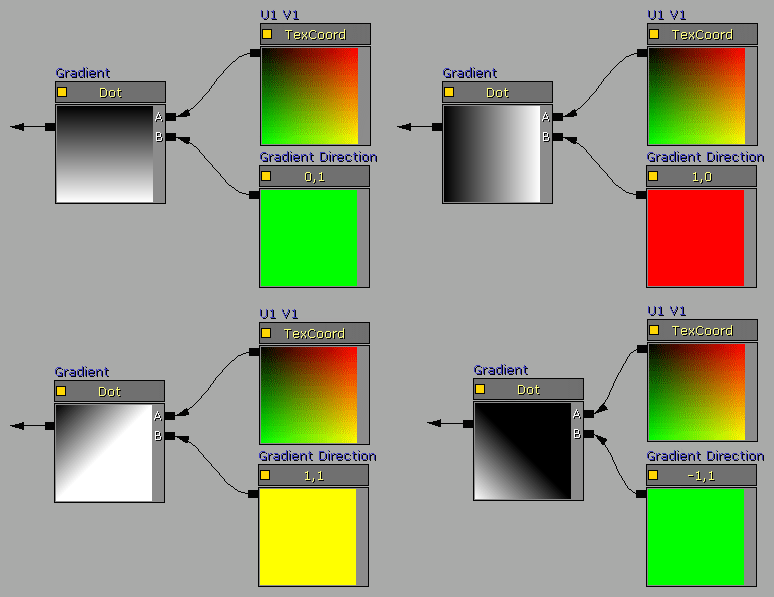 U1 V1
TexCoord
Gradient
Dot
A
B
Gradient Direction
0,1
U1 V1
TexCoord
Gradient
Dot
A
B
Gradient Direction
1,0
U1 V1
TexCoord
Gradient
Dot
A
B
Gradient Direction
1,1
U1 V1
TexCoord
Gradient
Dot
A
B
Gradient Direction
-1,1